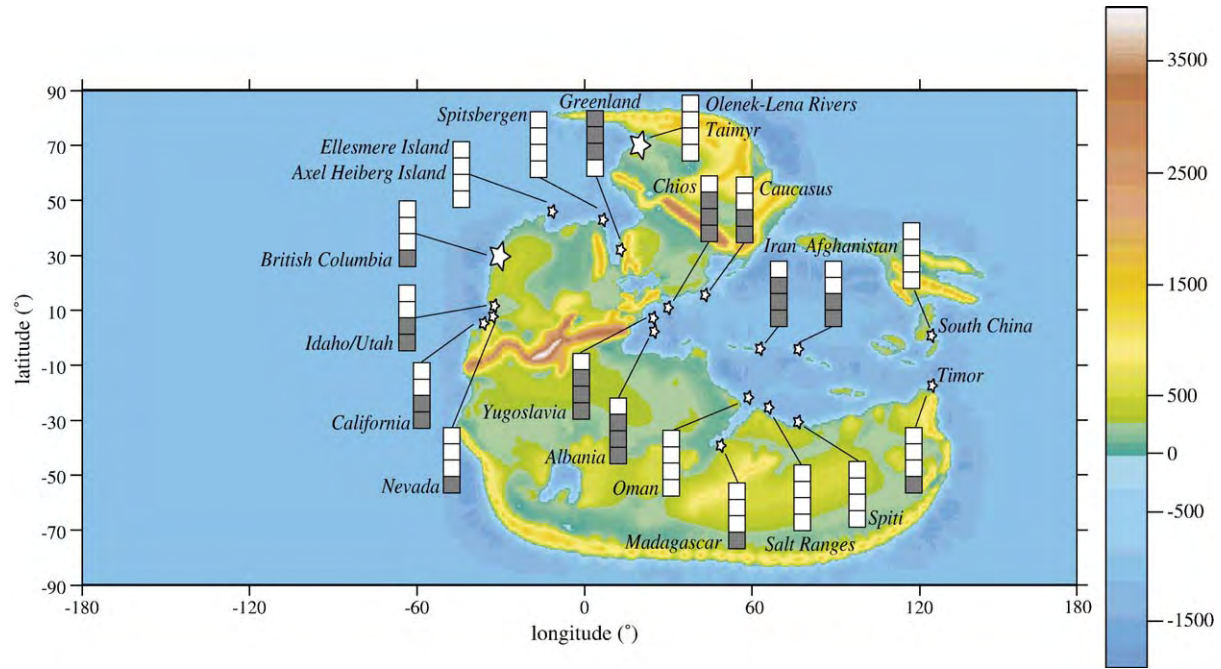 3500
90
Greenland
Olenek-Lena Rivers
Spitsbergen
Taimyr
70
Ellesmere Island
Axel Heiberg Island
2500
Chios
Caucasus
50
Iran
Afghanistan
British Columbia
30
1500
10
South China
Idaho/Utah
latitude (˚)
-10
Timor
500
California
Yugoslavia
-30
0
Albania
-50
Nevada
Oman
-500
Spiti
-70
Madagascar
Salt Ranges
-90
-180
-120
-60
0
60
120
180
-1500
longitude (˚)